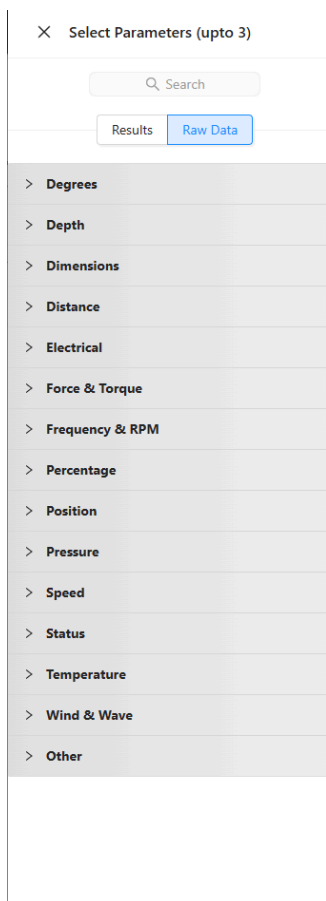 Select Parameters (upto 3)
Search
Results Raw Data
Degrees
Depth
Dimensions
Distance
Electrical
Force & Torque
Frequency & RPM
Percentage
Position
Pressure
Speed
Status
Temperature
Wind & Wave
Other